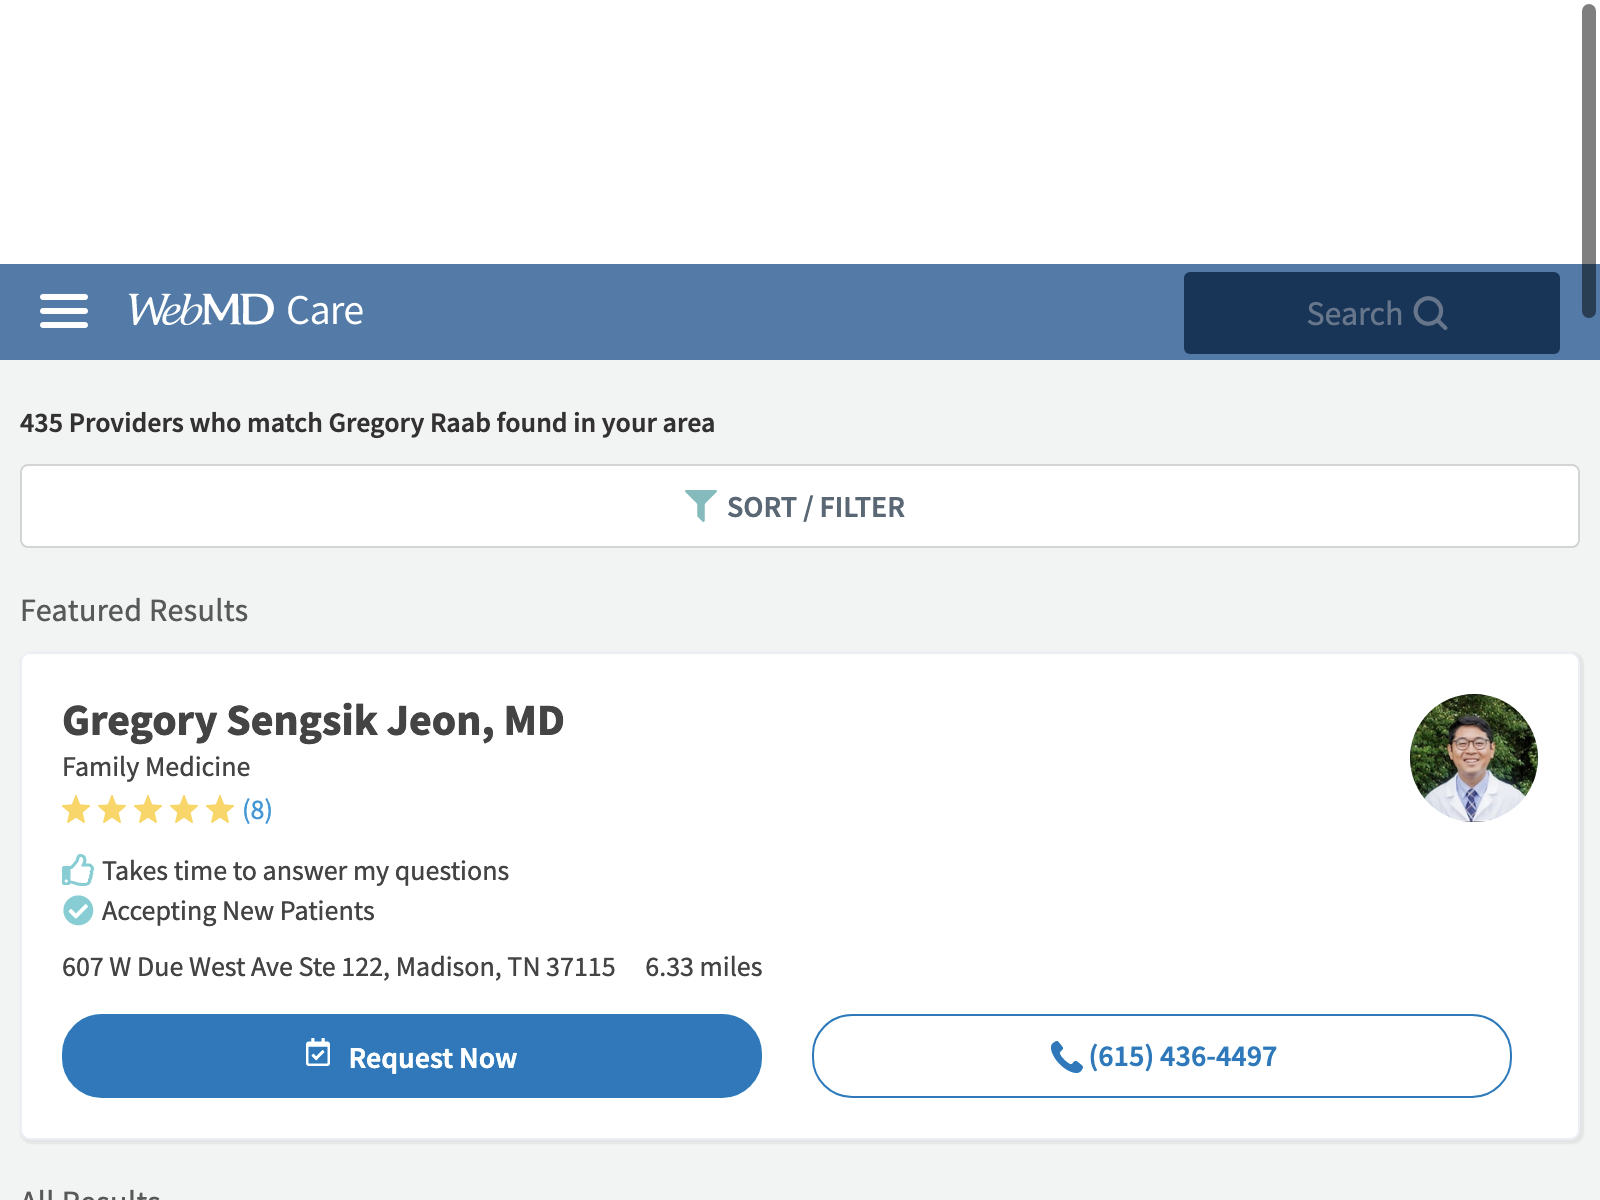 WebMD Care
Search
435 Providers who match Gregory Raab found in your area
SORT / FILTER
Featured Results
Gregory Sengsik Jeon, MD
Family Medicine
(8)
Takes time to answer my questions
Accepting New Patients
607 W Due West Ave Ste 122, Madison, TN 37115 6.33 miles
Request Now
(615) 436-4497
All Results